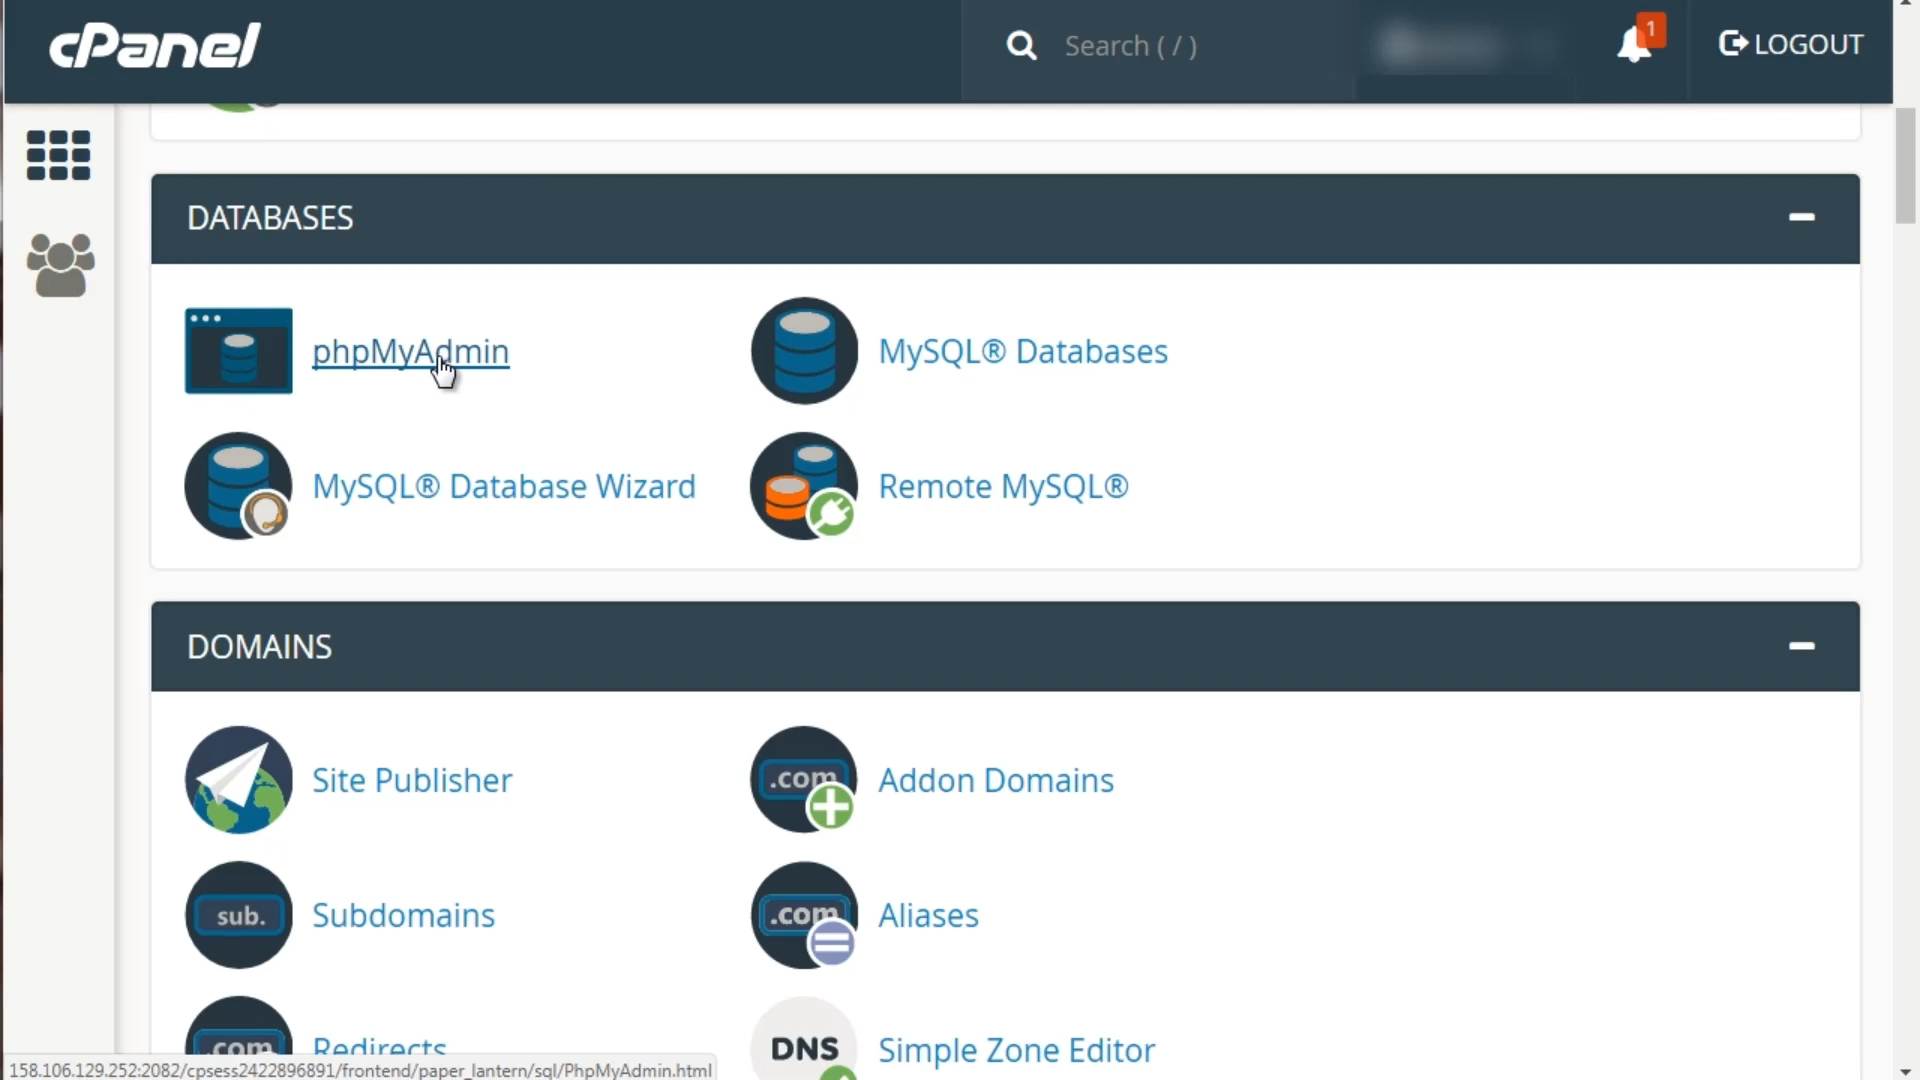 cPanel
Search ( / )
1
LOGOUT
DATABASES
phpMyAdmin
MySQL® Databases
MySQL® Database Wizard
Remote MySQL®
DOMAINS
Site Publisher
.com
Addon Domains
sub.
Subdomains
.com
Aliases
.com
Redirects
DNS
Simple Zone Editor
158.106.129.252:2082/cpsess2422896891/frontend/paper_lantern/sql/PhpMyAdmin.html